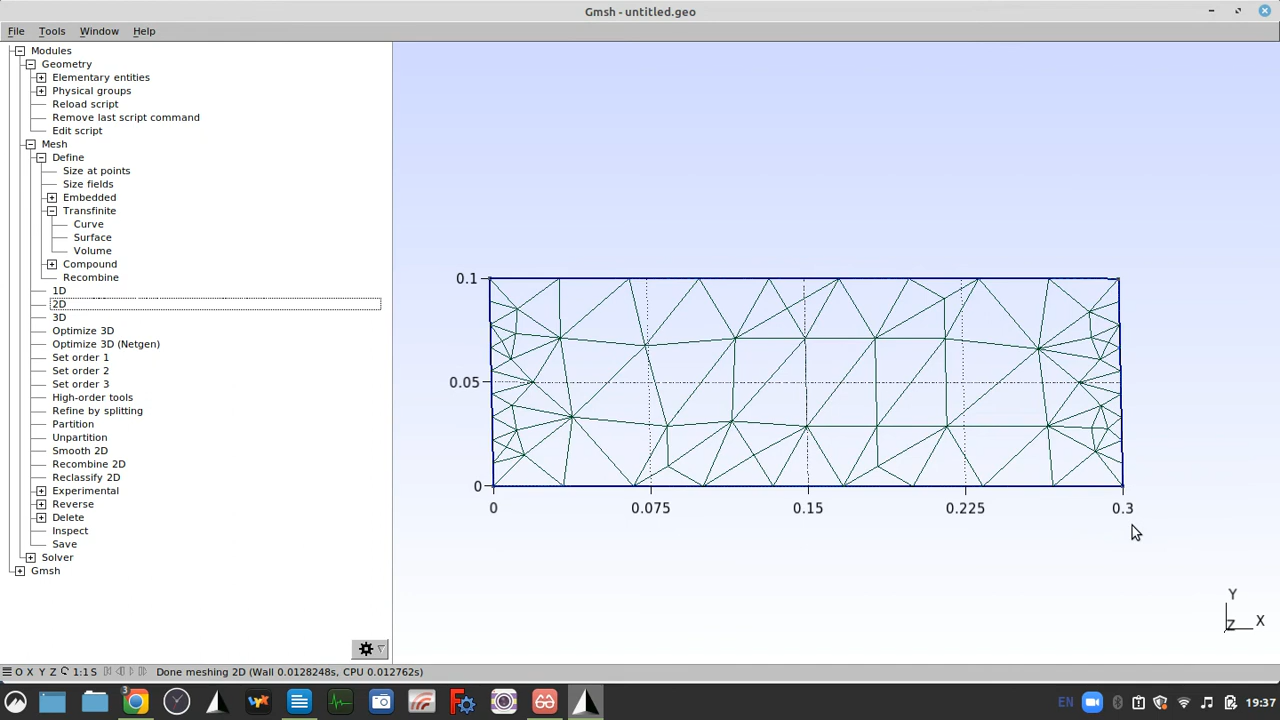 Gmsh - untitled.geo
File Tools Window Help
Modules
Geometry
Elementary entities
Physical groups
Reload script
Remove last script command
Edit script
Mesh
Define
Size at points
Size fields
Embedded
Transfinite
Curve
Surface
Volume
Compound
Recombine
1D
2D
3D
Optimize 3D
Optimize 3D (Netgen)
Set order 1
Set order 2
Set order 3
High-order tools
Refine by splitting
Partition
Unpartition
Smooth 2D
Recombine 2D
Reclassify 2D
Experimental
Reverse
Delete
Inspect
Save
Solver
Gmsh
0.1
0.05
0
0 0.075 0.15 0.225 0.3
Y
Z X
O X Y Z 1:1 S Done meshing 2D (Wall 0.0128248s, CPU 0.012762s)
3
EN 19:37